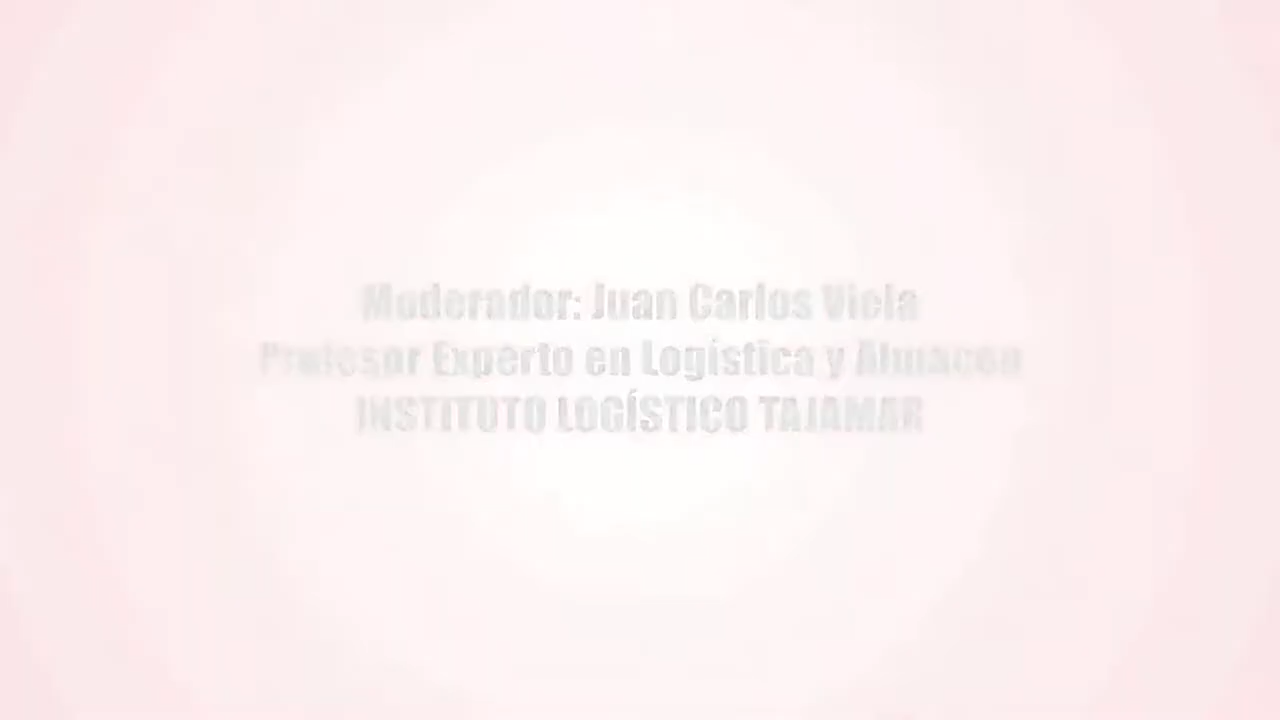 Moderador: Juan Carlos Viela
Profesor Experto en Logística y Almacén
INSTITUTO LOGÍSTICO TAJAMAR